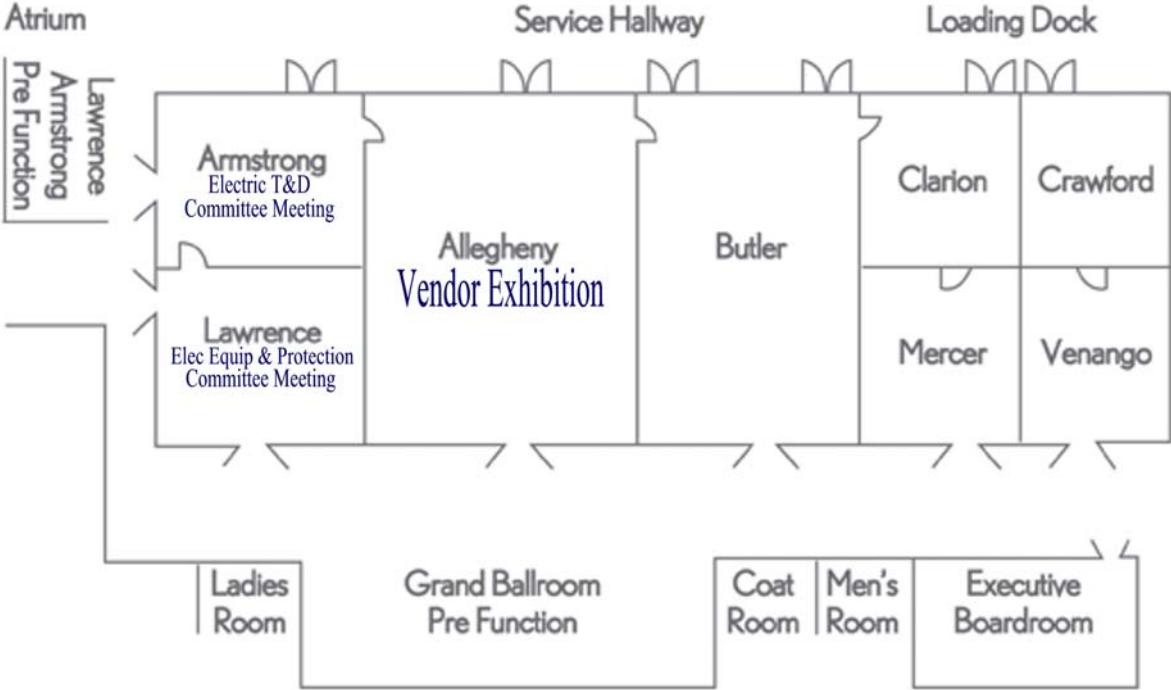 Atrium
Service Hallway
Loading Dock
Lawrence
Armstrong
Pre Function
Armstrong
Electric T&D
Committee Meeting
Clarion
Crawford
Allegheny
Vendor Exhibition
Butler
Lawrence
Elec Equip & Protection
Committee Meeting
Mercer
Venango
Ladies
Room
Grand Ballroom
Pre Function
Coat
Room
Men's
Room
Executive
Boardroom